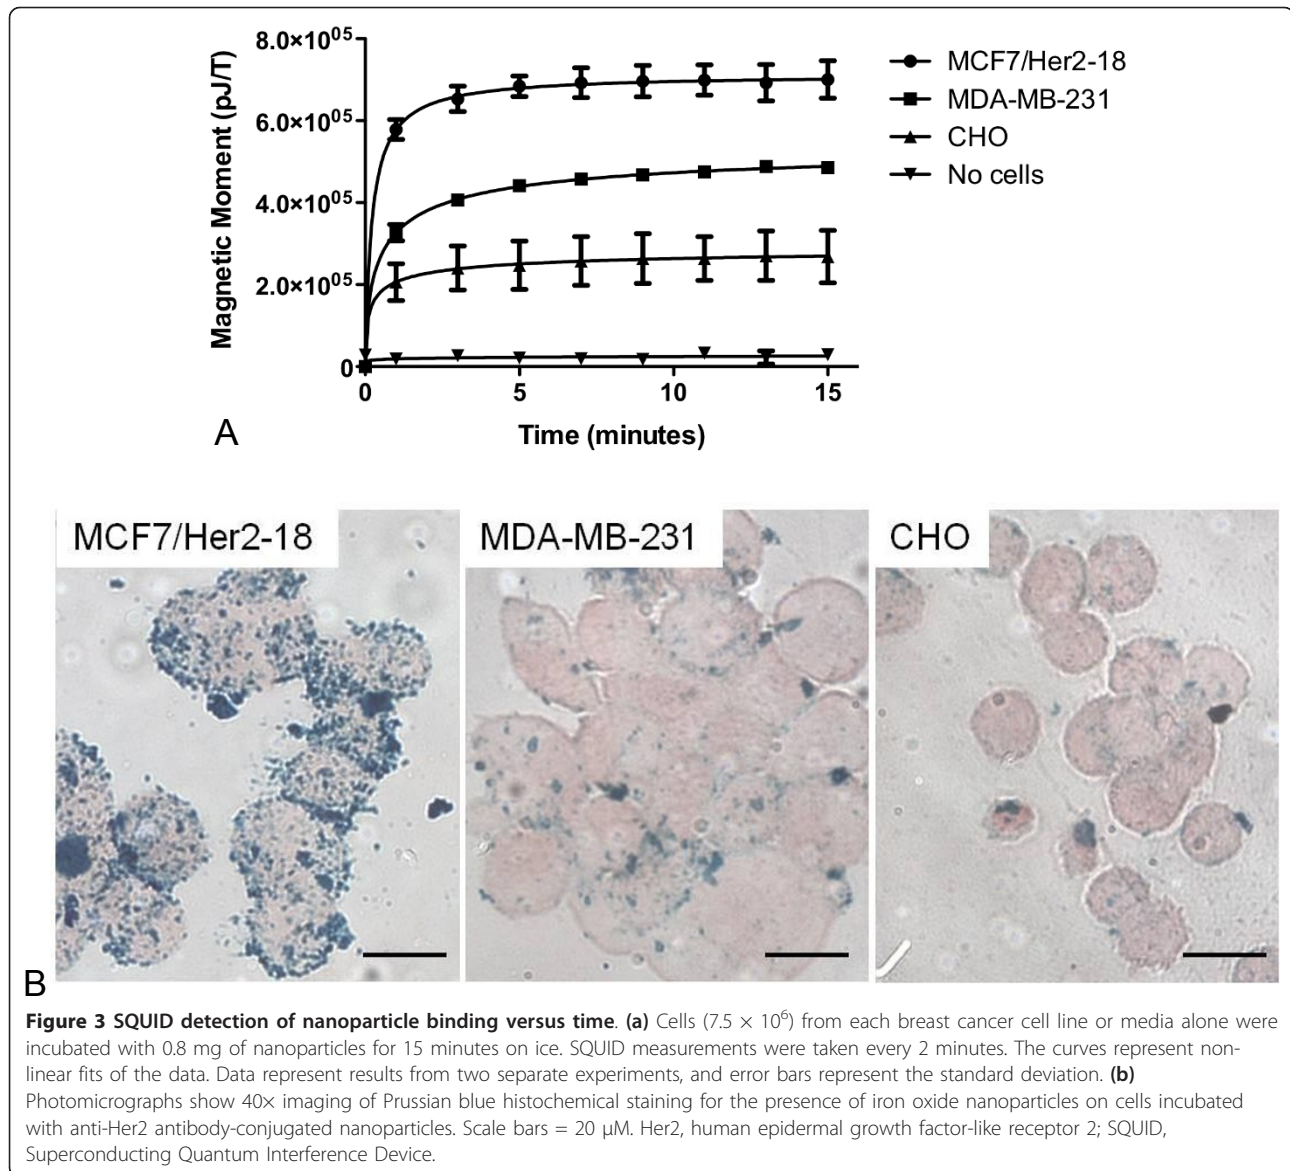 8.0×10⁰⁵
6.0×10⁰⁵
4.0×10⁰⁵
2.0×10⁰⁵
0
Magnetic Moment (pJ/T)
0 5 10 15
Time (minutes)
MCF7/Her2-18
MDA-MB-231
CHO
No cells
A
MCF7/Her2-18 MDA-MB-231 CHO
B
Figure 3 SQUID detection of nanoparticle binding versus time. (a) Cells (7.5 × 10⁶) from each breast cancer cell line or media alone were
incubated with 0.8 mg of nanoparticles for 15 minutes on ice. SQUID measurements were taken every 2 minutes. The curves represent non-
linear fits of the data. Data represent results from two separate experiments, and error bars represent the standard deviation. (b)
Photomicrographs show 40× imaging of Prussian blue histochemical staining for the presence of iron oxide nanoparticles on cells incubated
with anti-Her2 antibody-conjugated nanoparticles. Scale bars = 20 μM. Her2, human epidermal growth factor-like receptor 2; SQUID,
Superconducting Quantum Interference Device.